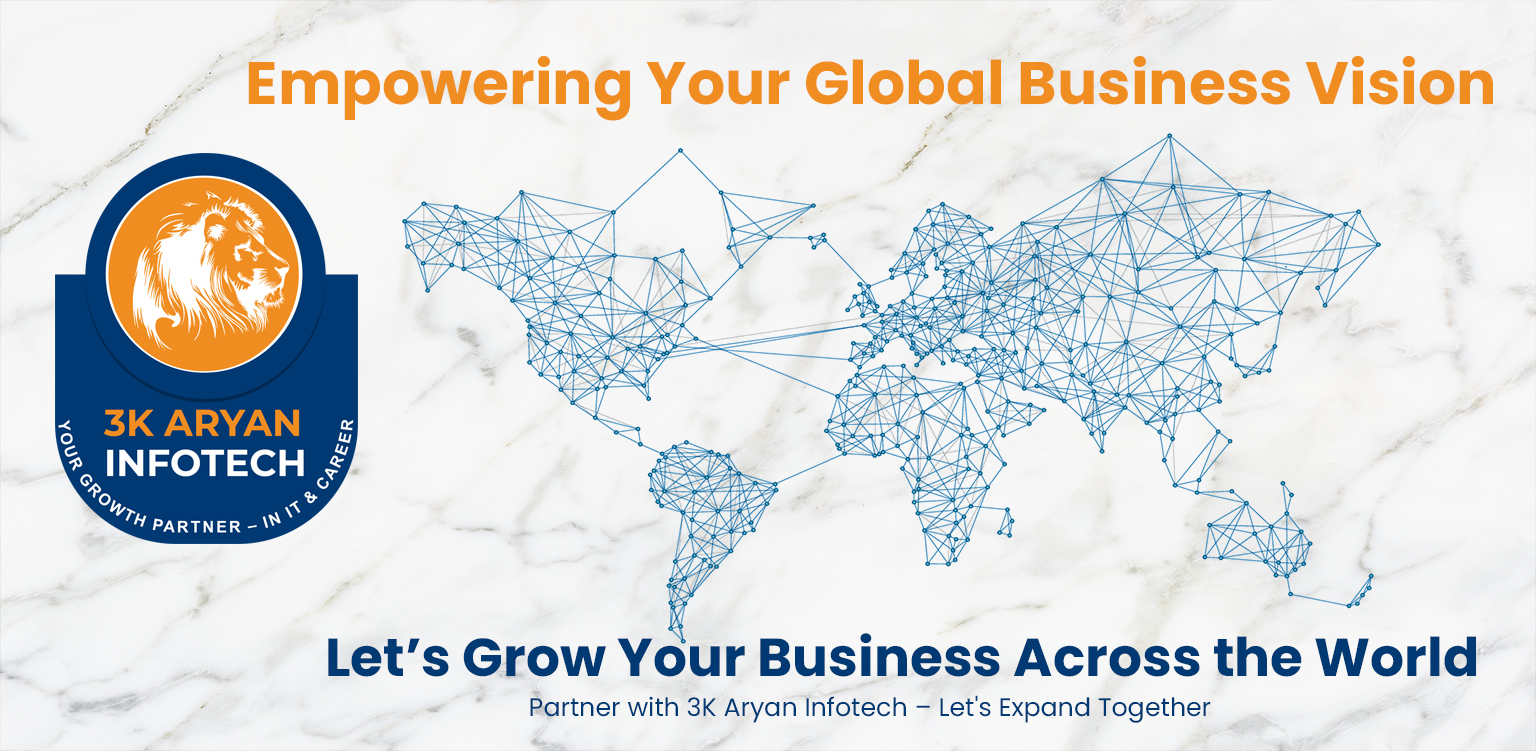 Empowering Your Global Business Vision
3K ARYAN
INFOTECH
YOUR GROWTH PARTNER – IN IT & CAREER
Let’s Grow Your Business Across the World
Partner with 3K Aryan Infotech – Let's Expand Together